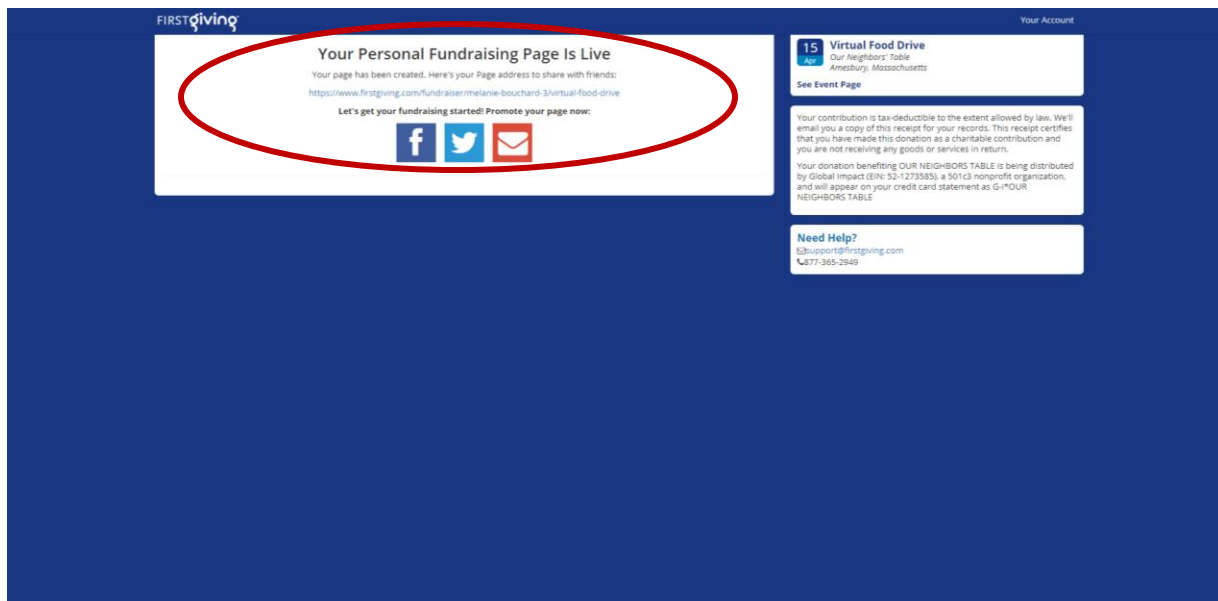 FIRSTgiving
Your Account
Your Personal Fundraising Page Is Live
Your page has been created. Here's your Page address to share with friends:
https://www.firstgiving.com/fundraiser/melanie-bouchard-3/virtual-food-drive
Let's get your fundraising started! Promote your page now:
15
Apr
Virtual Food Drive
Our Neighbors' Table
Amesbury, Massachusetts
See Event Page
Your contribution is tax-deductible to the extent allowed by law. We'll
email you a copy of this receipt for your records. This receipt certifies
that you have made this donation as a charitable contribution and
you are not receiving any goods or services in return.
Your donation benefiting OUR NEIGHBORS TABLE is being distributed
by Global Impact (EIN: 52-1273585), a 501c3 nonprofit organization,
and will appear on your credit card statement as G-I*OUR
NEIGHBORS TABLE
Need Help?
support@firstgiving.com
877-365-2949